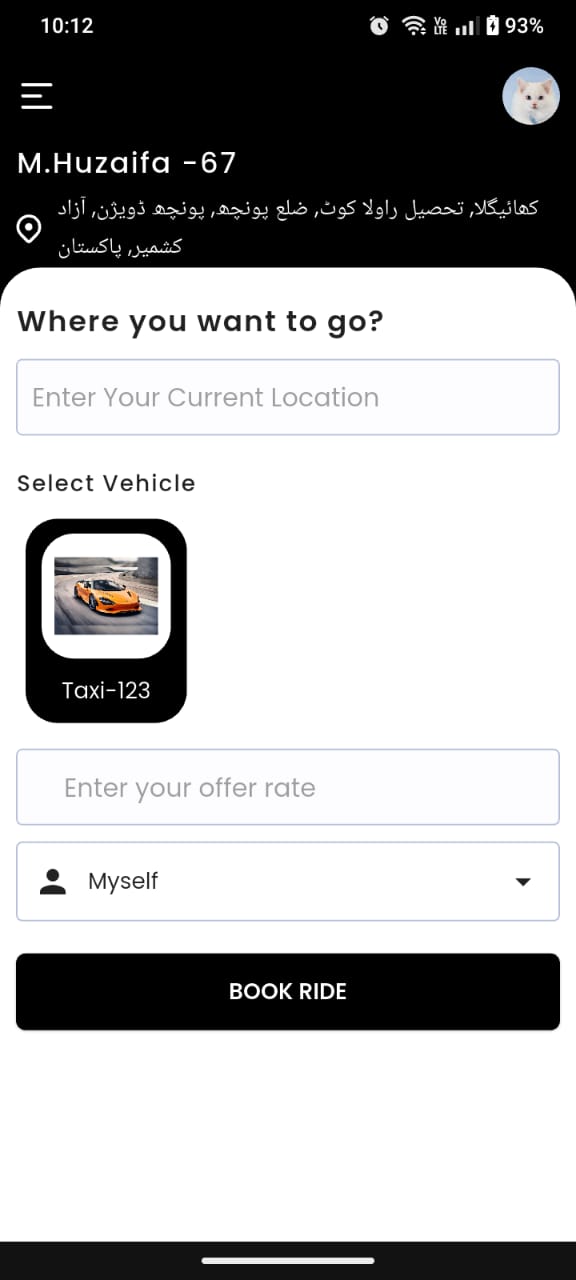 10:12
Vo LTE
93%
M.Huzaifa -67
کھائیگلا, تحصیل راولا کوٹ, ضلع پونچھ, پونچھ ڈویژن, آزاد
کشمیر, پاکستان
Where you want to go?
Enter Your Current Location
Select Vehicle
Taxi-123
Enter your offer rate
Myself
BOOK RIDE